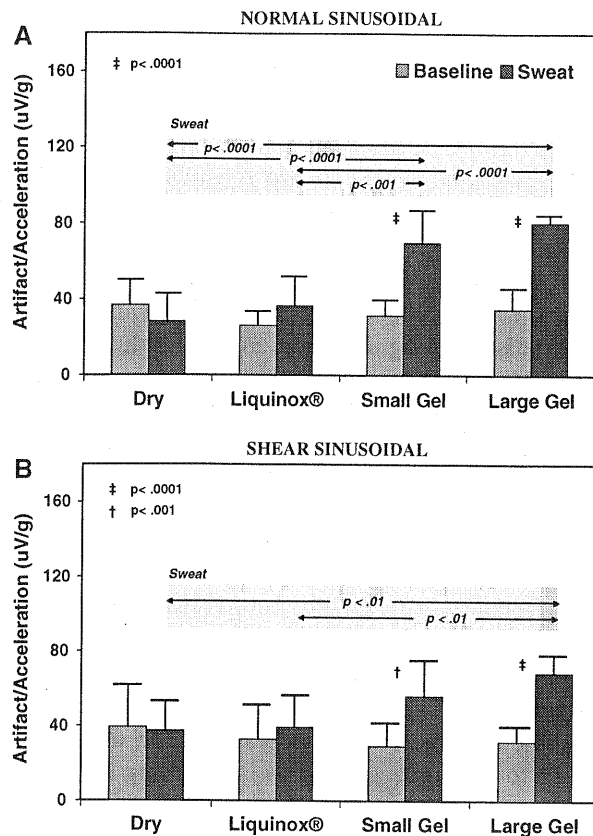 NORMAL SINUSOIDAL
A
Artifact/Acceleration (uV/g)
160
120
80
40
0
‡ p< .0001
Baseline Sweat
Sweat
p< .0001
p< .0001
p< .0001
p< .001
‡
‡
Dry Liquinox® Small Gel Large Gel
SHEAR SINUSOIDAL
B
Artifact/Acceleration (uV/g)
160
120
80
40
0
‡ p< .0001
† p< .001
Sweat
p < .01
p < .01
†
‡
Dry Liquinox® Small Gel Large Gel